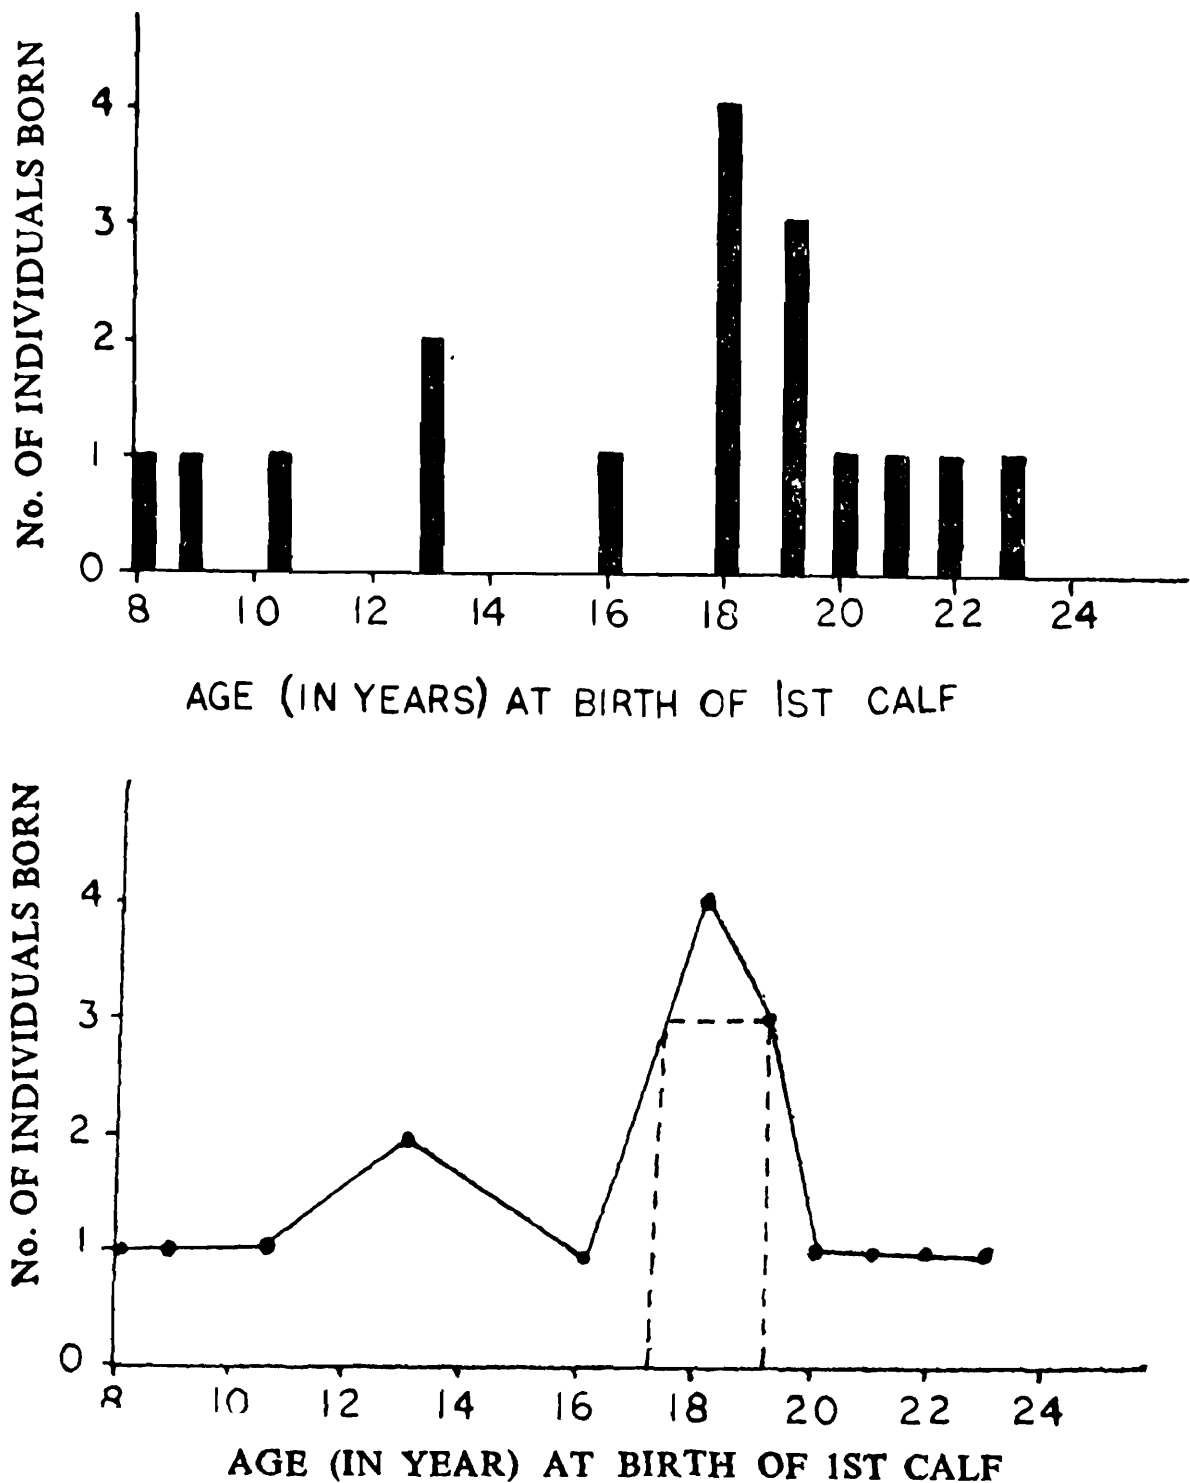 No. OF INDIVIDUALS BORN
4
3
2
1
0
8 10 12 14 16 18 20 22 24
AGE (IN YEARS) AT BIRTH OF 1ST CALF
No. OF INDIVIDUALS BORN
4
3
2
1
0
8 10 12 14 16 18 20 22 24
AGE (IN YEAR) AT BIRTH OF 1ST CALF